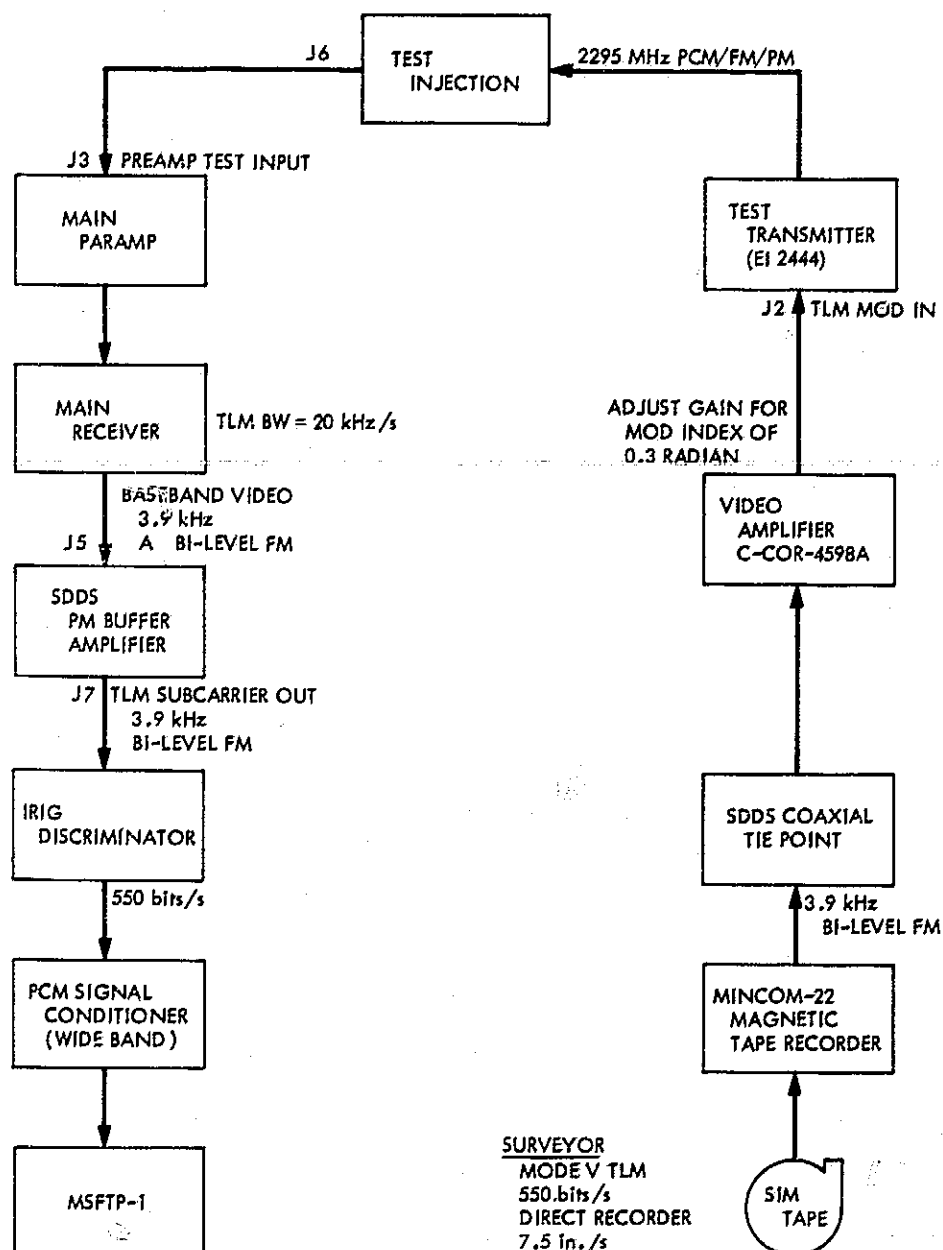 TEST
INJECTION
J6
2295 MHz PCM/FM/PM
J3 PREAMP TEST INPUT
MAIN
PARAMP
TEST
TRANSMITTER
(EI 2444)
J2 TLM MOD IN
MAIN
RECEIVER
TLM BW = 20 kHz/s
ADJUST GAIN FOR
MOD INDEX OF
0.3 RADIAN
BASEBAND VIDEO
3.9 kHz
J5 A BI-LEVEL FM
VIDEO
AMPLIFIER
C-COR-4598A
SDDS
PM BUFFER
AMPLIFIER
J7 TLM SUBCARRIER OUT
3.9 kHz
BI-LEVEL FM
IRIG
DISCRIMINATOR
SDDS COAXIAL
TIE POINT
550 bits/s
3.9 kHz
BI-LEVEL FM
PCM SIGNAL
CONDITIONER
(WIDE BAND)
MINCOM-22
MAGNETIC
TAPE RECORDER
MSFTP-1
SURVEYOR
MODE V TLM
550.bits/s
DIRECT RECORDER
7.5 in./s
SIM
TAPE